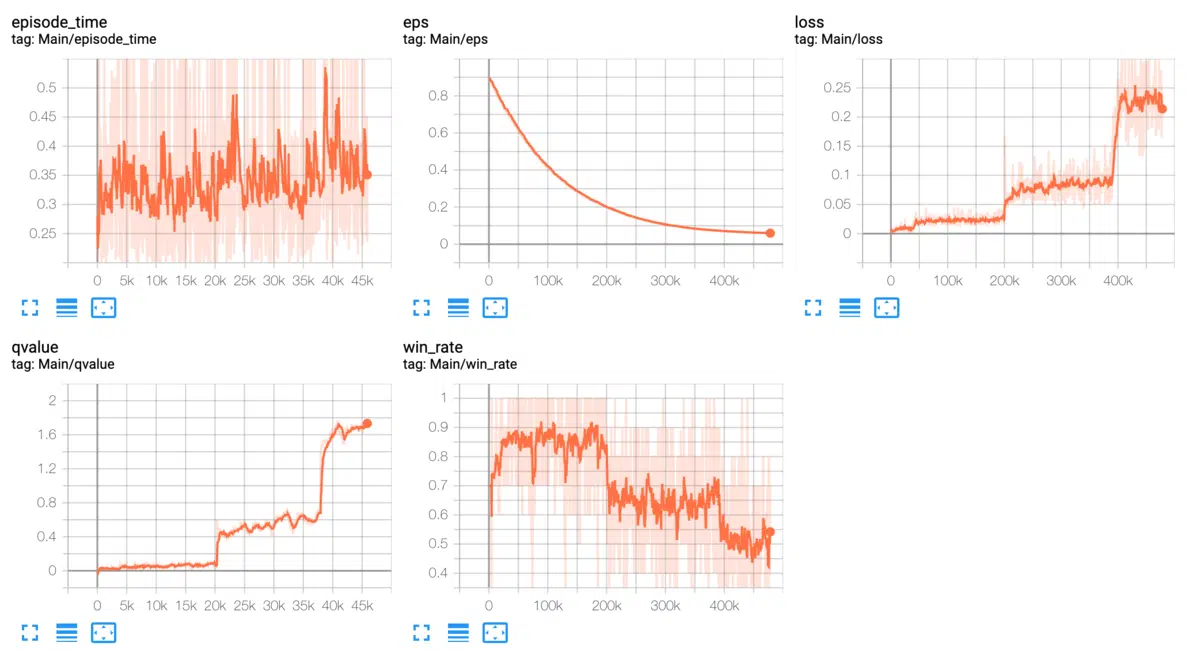 episode_time
tag: Main/episode_time
0.5
0.45
0.4
0.35
0.3
0.25
0 5k 10k 15k 20k 25k 30k 35k 40k 45k
eps
tag: Main/eps
0.8
0.6
0.4
0.2
0
0 100k 200k 300k 400k
loss
tag: Main/loss
0.25
0.2
0.15
0.1
0.05
0
0 100k 200k 300k 400k
qvalue
tag: Main/qvalue
2
1.6
1.2
0.8
0.4
0
0 5k 10k 15k 20k 25k 30k 35k 40k 45k
win_rate
tag: Main/win_rate
1
0.9
0.8
0.7
0.6
0.5
0.4
0 100k 200k 300k 400k